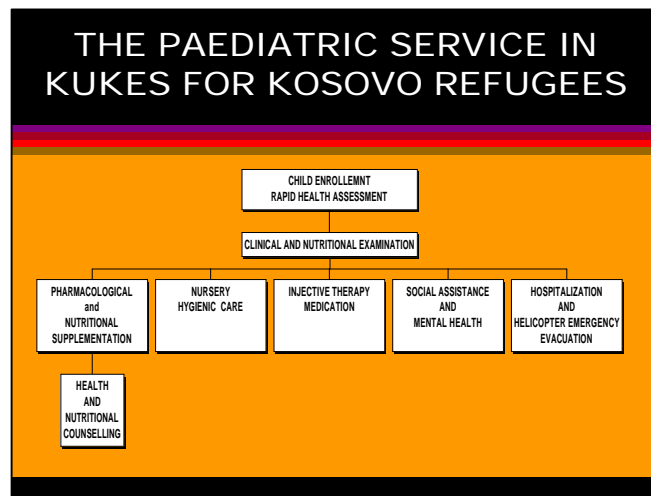 THE PAEDIATRIC SERVICE IN
KUKES FOR KOSOVO REFUGEES
CHILD ENROLLEMNT
RAPID HEALTH ASSESSMENT
CLINICAL AND NUTRITIONAL EXAMINATION
PHARMACOLOGICAL
and
NUTRITIONAL
SUPPLEMENTATION
NURSERY
HYGIENIC CARE
INJECTIVE THERAPY
MEDICATION
SOCIAL ASSISTANCE
AND
MENTAL HEALTH
HOSPITALIZATION
AND
HELICOPTER EMERGENCY
EVACUATION
HEALTH
AND
NUTRITIONAL
COUNSELLING